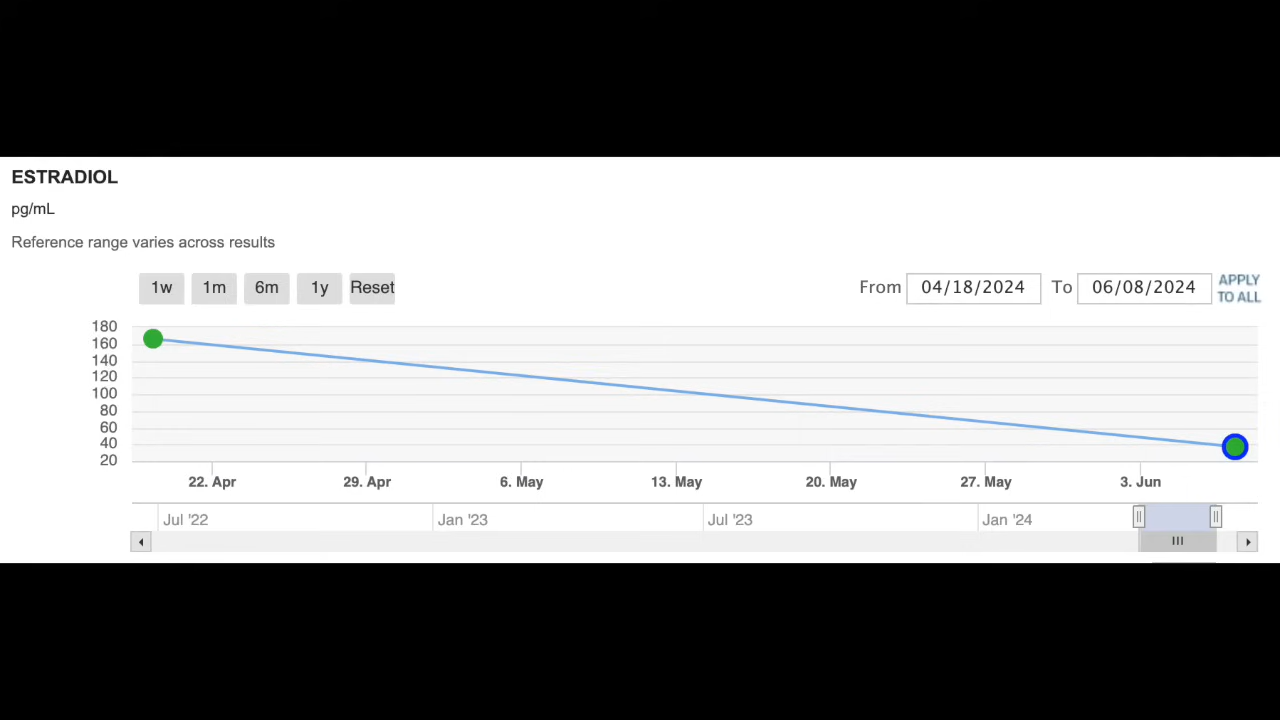 ESTRADIOL
pg/mL
Reference range varies across results
1w 1m 6m 1y Reset From 04/18/2024 To 06/08/2024 APPLY TO ALL
180
160
140
120
100
80
60
40
20
22. Apr 29. Apr 6. May 13. May 20. May 27. May 3. Jun
Jul '22 Jan '23 Jul '23 Jan '24